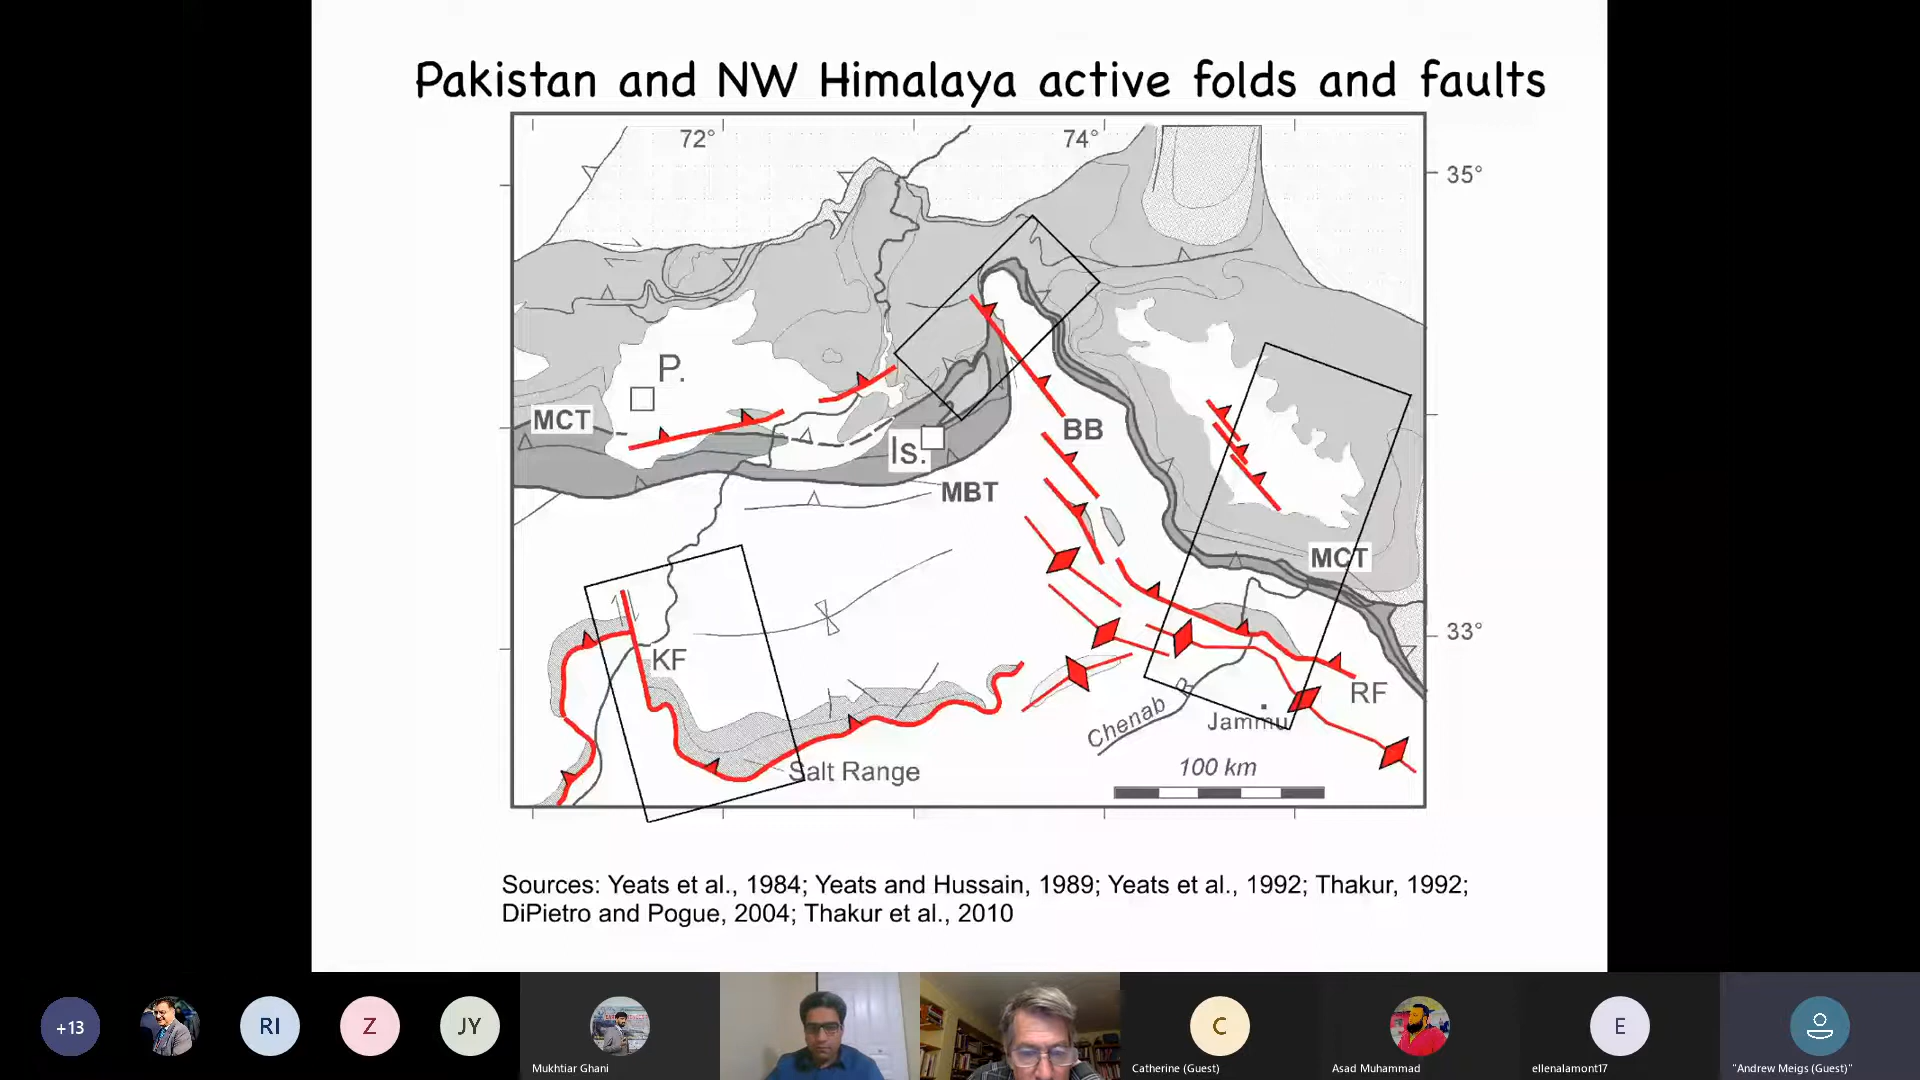 Pakistan and NW Himalaya active folds and faults
72°
74°
35°
P.
MCT
Is.
BB
MBT
MCT
33°
KF
RF
Chenab
Jammu
Salt Range
100 km
Sources: Yeats et al., 1984; Yeats and Hussain, 1989; Yeats et al., 1992; Thakur, 1992;
DiPietro and Pogue, 2004; Thakur et al., 2010
+13
RI
Z
JY
Mukhtiar Ghani
C
Catherine (Guest)
Asad Muhammad
E
ellenalamont17
"Andrew Meigs (Guest)"